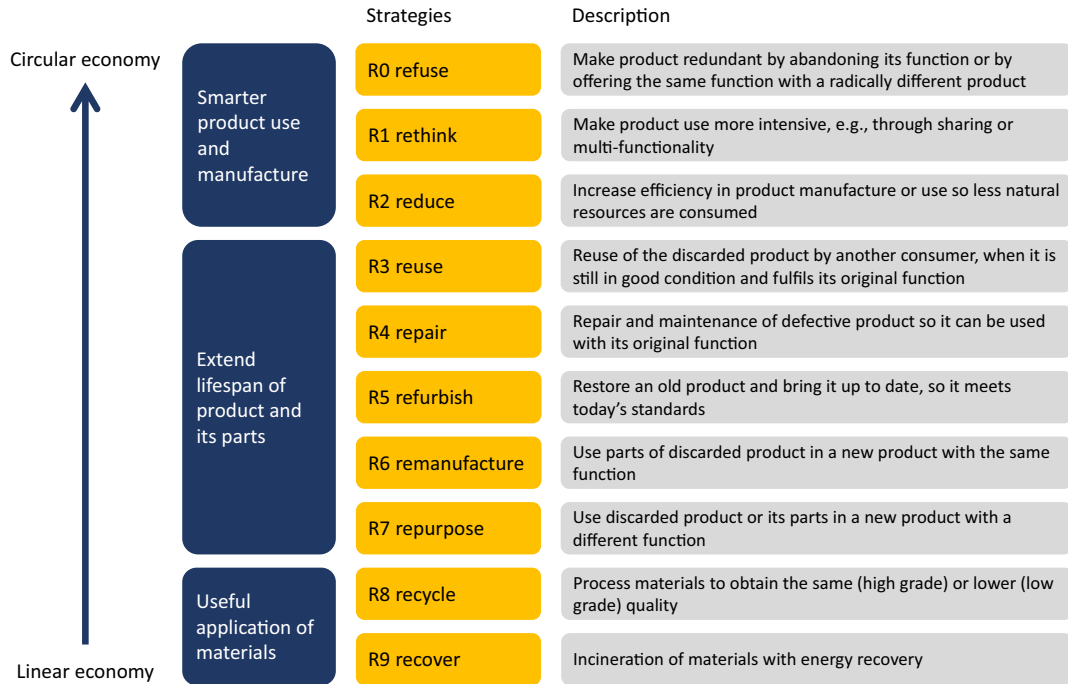 Strategies
Description
Circular economy
Linear economy
Smarter
product use
and
manufacture
R0 refuse
Make product redundant by abandoning its function or by
offering the same function with a radically different product
R1 rethink
Make product use more intensive, e.g., through sharing or
multi-functionality
R2 reduce
Increase efficiency in product manufacture or use so less natural
resources are consumed
Extend
lifespan of
product and
its parts
R3 reuse
Reuse of the discarded product by another consumer, when it is
still in good condition and fulfils its original function
R4 repair
Repair and maintenance of defective product so it can be used
with its original function
R5 refurbish
Restore an old product and bring it up to date, so it meets
today’s standards
R6 remanufacture
Use parts of discarded product in a new product with the same
function
R7 repurpose
Use discarded product or its parts in a new product with a
different function
Useful
application of
materials
R8 recycle
Process materials to obtain the same (high grade) or lower (low
grade) quality
R9 recover
Incineration of materials with energy recovery